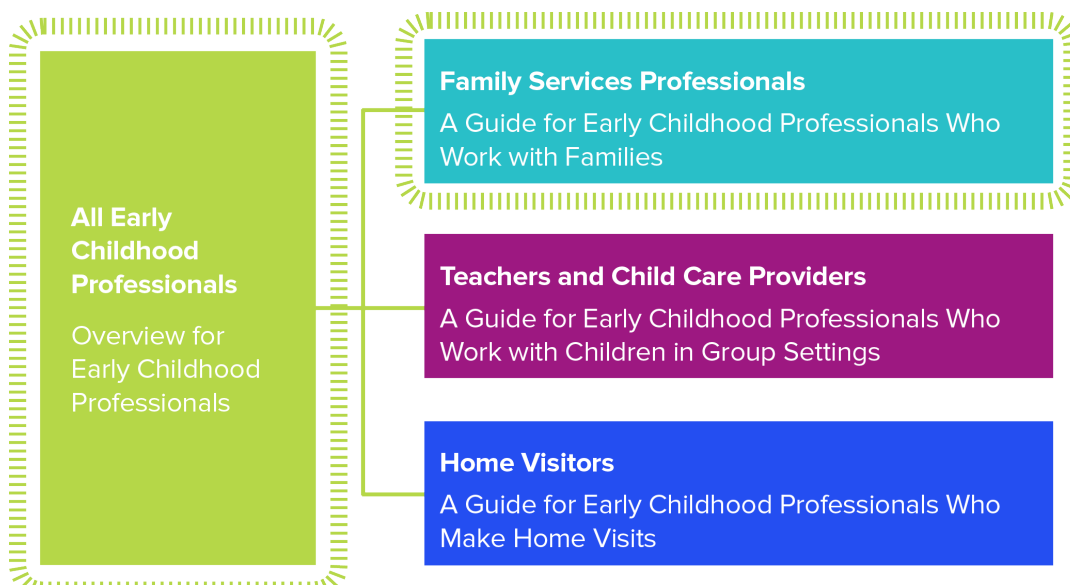 All Early
Childhood
Professionals
Overview for
Early Childhood
Professionals
Family Services Professionals
A Guide for Early Childhood Professionals Who
Work with Families
Teachers and Child Care Providers
A Guide for Early Childhood Professionals Who
Work with Children in Group Settings
Home Visitors
A Guide for Early Childhood Professionals Who
Make Home Visits